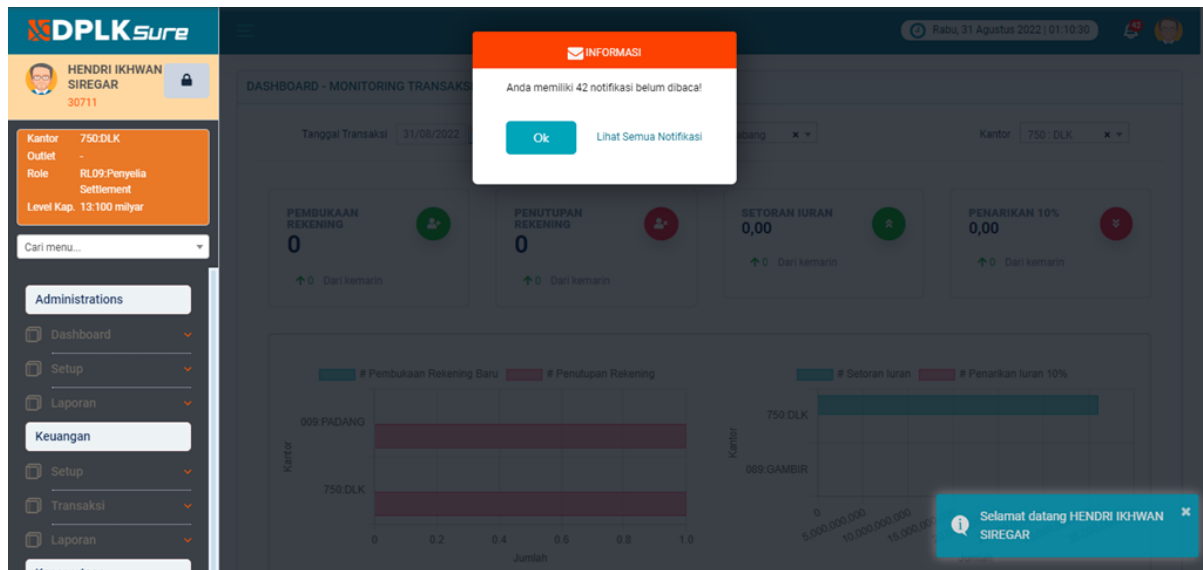 DPLKSure
HENDRI IKHWAN
SIREGAR
30711
Kantor 750:DLK
Outlet -
Role RL09:Penyelia
Settlement
Level Kap. 13:100 milyar
Cari menu...
Administrations
Dashboard
Setup
Laporan
Keuangan
Setup
Transaksi
Laporan
Rabu, 31 Agustus 2022 | 01:10:30
42
INFORMASI
Anda memiliki 42 notifikasi belum dibaca!
Ok
Lihat Semua Notifikasi
DASHBOARD - MONITORING TRANSAKSI
Tanggal Transaksi 31/08/2022
Kantor 750 : DLK
PEMBUKAAN
REKENING
0
0 Dari kemarin
PENUTUPAN
REKENING
0
0 Dari kemarin
SETORAN IURAN
0,00
0 Dari kemarin
PENARIKAN 10%
0,00
0 Dari kemarin
# Pembukaan Rekening Baru # Penutupan Rekening
Kantor
009:PADANG
750:DLK
0 0.2 0.4 0.6 0.8 1.0
Jumlah
# Setoran Iuran # Penarikan Iuran 10%
Kantor
750:DLK
089:GAMBIR
0 5,000,000,000 10,000,000,000
Selamat datang HENDRI IKHWAN
SIREGAR